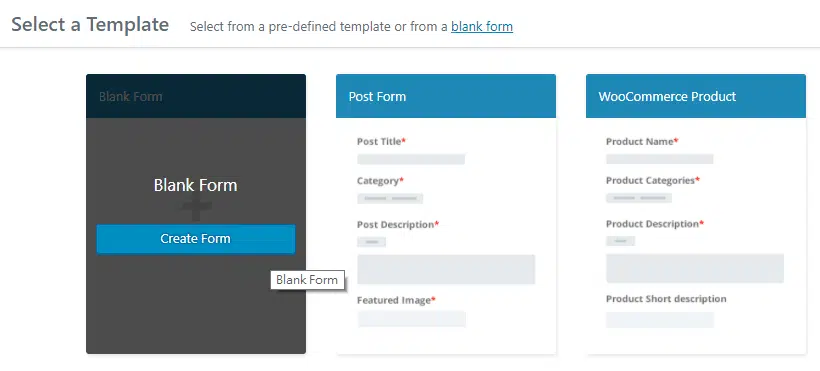 Select a Template
Select from a pre-defined template or from a blank form
Blank Form
Blank Form
Create Form
Blank Form
Post Form
Post Title*
Category*
Post Description*
Featured Image*
WooCommerce Product
Product Name*
Product Categories*
Product Description*
Product Short description